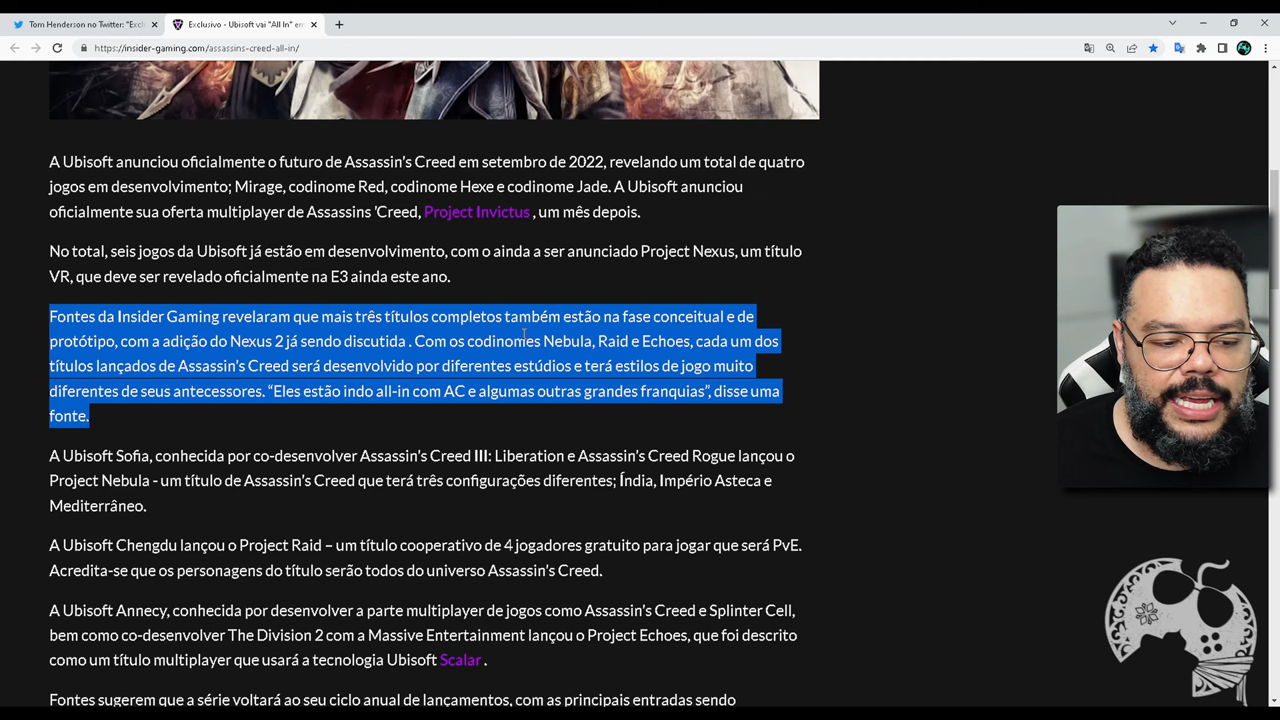 Tom Henderson no Twitter: "Excl
Exclusivo - Ubisoft vai "All In" em
https://insider-gaming.com/assassins-creed-all-in/
A Ubisoft anunciou oficialmente o futuro de Assassin's Creed em setembro de 2022, revelando um total de quatro
jogos em desenvolvimento; Mirage, codinome Red, codinome Hexe e codinome Jade. A Ubisoft anunciou
oficialmente sua oferta multiplayer de Assassins 'Creed, Project Invictus , um mês depois.
No total, seis jogos da Ubisoft já estão em desenvolvimento, com o ainda a ser anunciado Project Nexus, um título
VR, que deve ser revelado oficialmente na E3 ainda este ano.
Fontes da Insider Gaming revelaram que mais três títulos completos também estão na fase conceitual e de
protótipo, com a adição do Nexus 2 já sendo discutida . Com os codinomes Nebula, Raid e Echoes, cada um dos
títulos lançados de Assassin's Creed será desenvolvido por diferentes estúdios e terá estilos de jogo muito
diferentes de seus antecessores. “Eles estão indo all-in com AC e algumas outras grandes franquias”, disse uma
fonte.
A Ubisoft Sofia, conhecida por co-desenvolver Assassin's Creed III: Liberation e Assassin's Creed Rogue lançou o
Project Nebula - um título de Assassin's Creed que terá três configurações diferentes; Índia, Império Asteca e
Mediterrâneo.
A Ubisoft Chengdu lançou o Project Raid – um título cooperativo de 4 jogadores gratuito para jogar que será PvE.
Acredita-se que os personagens do título serão todos do universo Assassin's Creed.
A Ubisoft Annecy, conhecida por desenvolver a parte multiplayer de jogos como Assassin's Creed e Splinter Cell,
bem como co-desenvolver The Division 2 com a Massive Entertainment lançou o Project Echoes, que foi descrito
como um título multiplayer que usará a tecnologia Ubisoft Scalar .
Fontes sugerem que a série voltará ao seu ciclo anual de lançamentos, com as principais entradas sendo